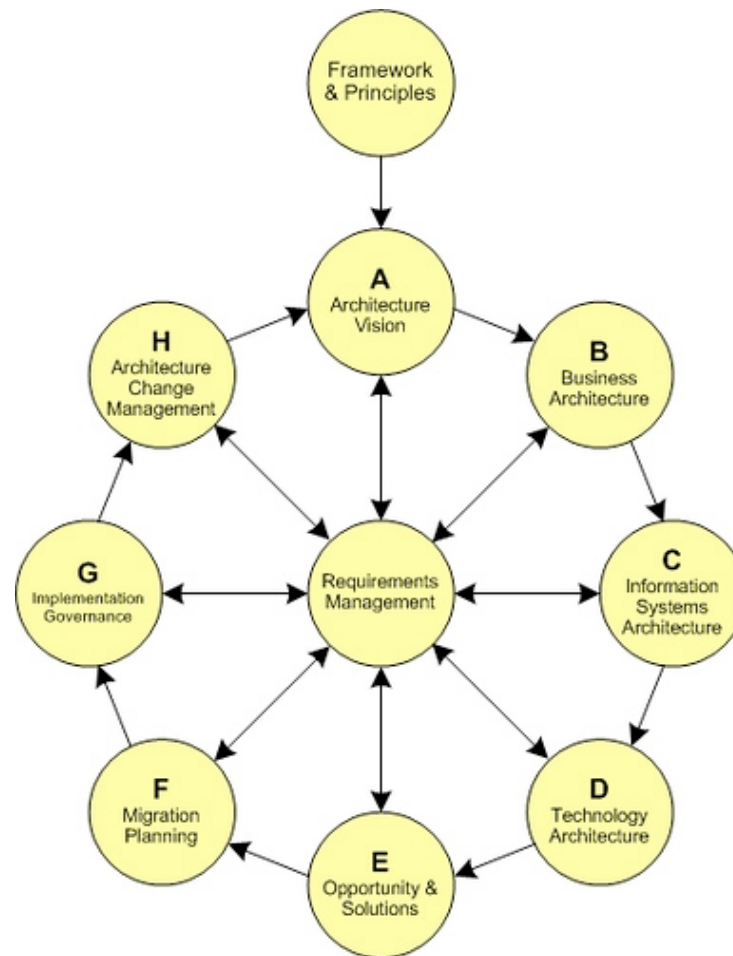 Framework
& Principles
A
Architecture
Vision
B
Business
Architecture
C
Information
Systems
Architecture
D
Technology
Architecture
E
Opportunity &
Solutions
F
Migration
Planning
G
Implementation
Governance
H
Architecture
Change
Management
Requirements
Management